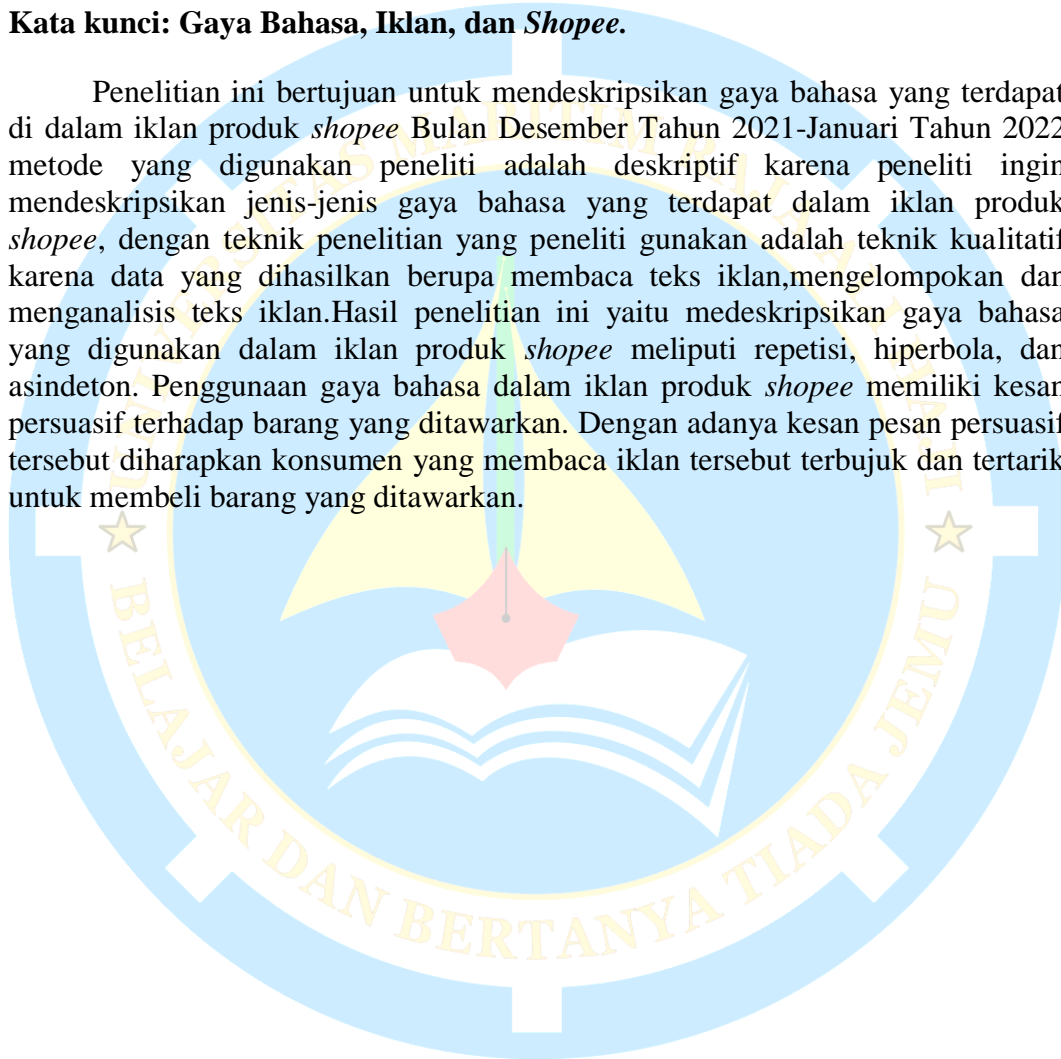 Kata kunci: Gaya Bahasa, Iklan, dan Shopee.
Penelitian ini bertujuan untuk mendeskripsikan gaya bahasa yang terdapat
di dalam iklan produk shopee Bulan Desember Tahun 2021-Januari Tahun 2022
metode yang digunakan peneliti adalah deskriptif karena peneliti ingin
mendeskripsikan jenis-jenis gaya bahasa yang terdapat dalam iklan produk
shopee, dengan teknik penelitian yang peneliti gunakan adalah teknik kualitatif
karena data yang dihasilkan berupa membaca teks iklan,mengelompokan dan
menganalisis teks iklan.Hasil penelitian ini yaitu medeskripsikan gaya bahasa
yang digunakan dalam iklan produk shopee meliputi repetisi, hiperbola, dan
asindeton. Penggunaan gaya bahasa dalam iklan produk shopee memiliki kesan
persuasif terhadap barang yang ditawarkan. Dengan adanya kesan pesan persuasif
tersebut diharapkan konsumen yang membaca iklan tersebut terbujuk dan tertarik
untuk membeli barang yang ditawarkan.
UNIVERSITAS MARITIM RAJA ALI HAJI
BELAJAR DAN BERTANYA TIADA JEMU